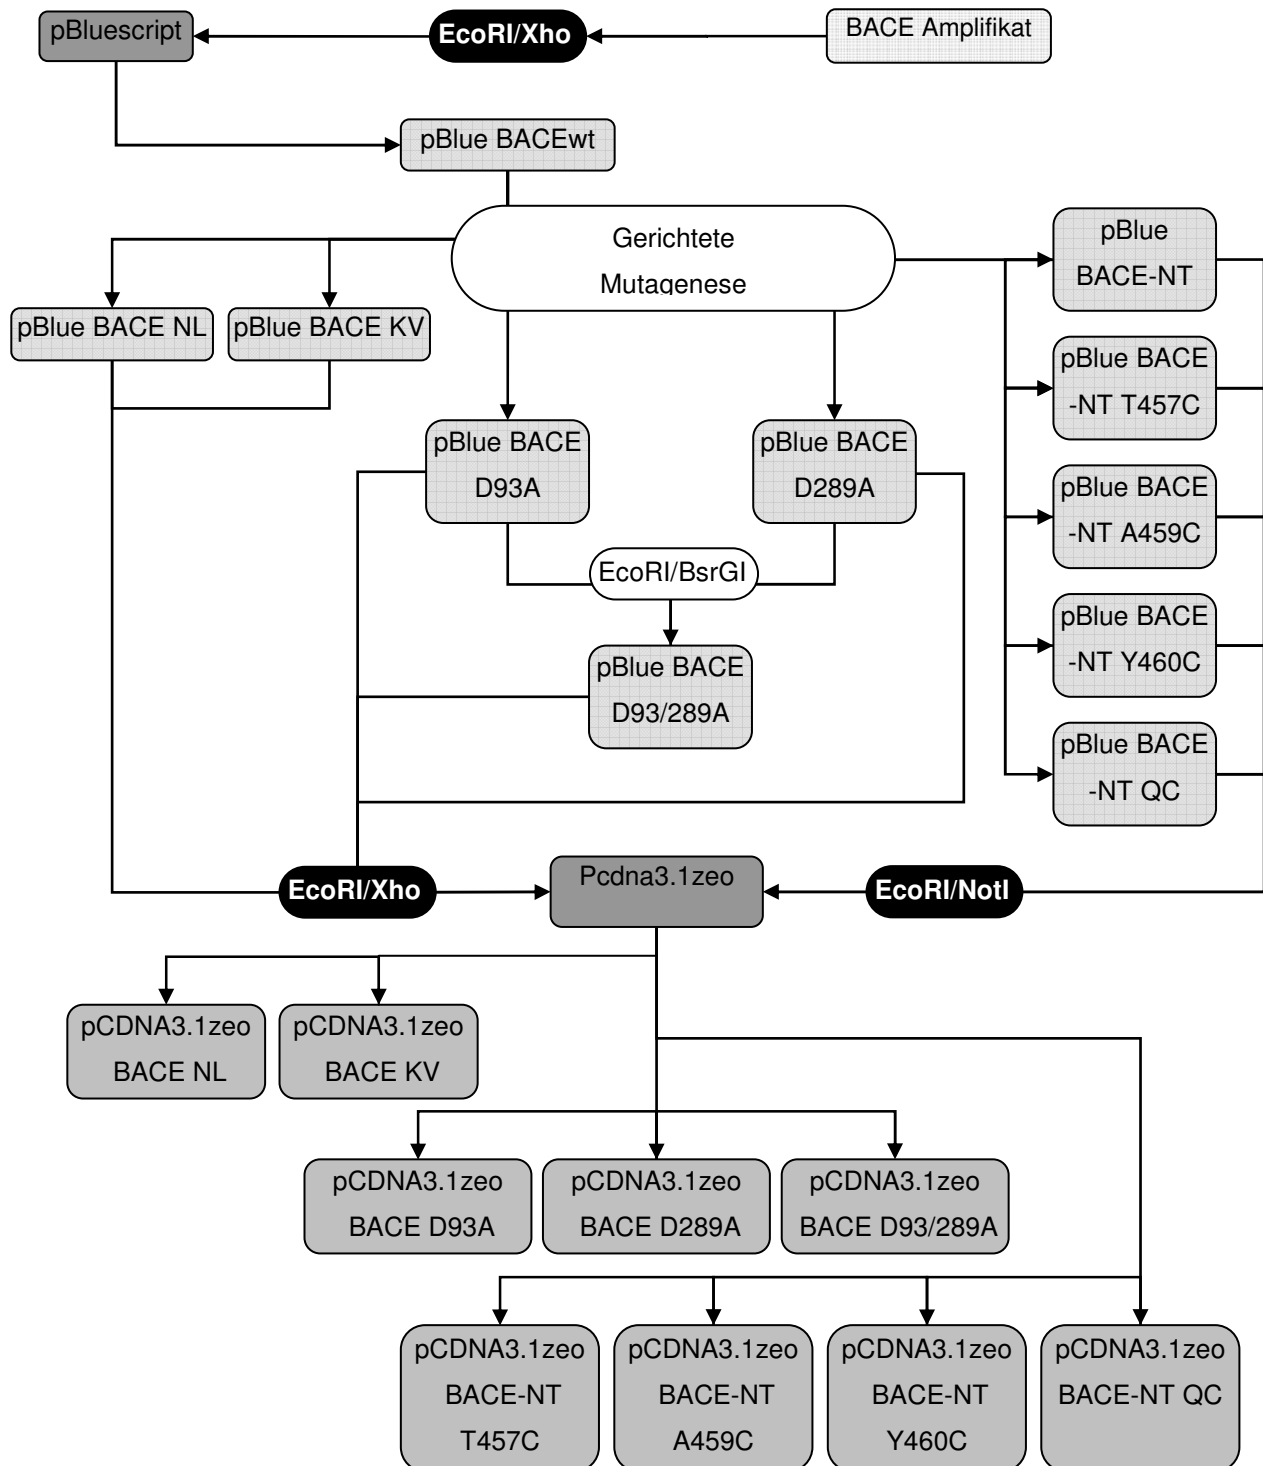 pBluescript
EcoRI/Xho
BACE Amplifikat
pBlue BACEwt
Gerichtete
Mutagenese
pBlue
BACE-NT
pBlue BACE NL
pBlue BACE KV
pBlue BACE
-NT T457C
pBlue BACE
D93A
pBlue BACE
D289A
pBlue BACE
-NT A459C
EcoRI/BsrGI
pBlue BACE
-NT Y460C
pBlue BACE
D93/289A
pBlue BACE
-NT QC
EcoRI/Xho
Pcdna3.1zeo
EcoRI/NotI
pCDNA3.1zeo
BACE NL
pCDNA3.1zeo
BACE KV
pCDNA3.1zeo
BACE D93A
pCDNA3.1zeo
BACE D289A
pCDNA3.1zeo
BACE D93/289A
pCDNA3.1zeo
BACE-NT
T457C
pCDNA3.1zeo
BACE-NT
A459C
pCDNA3.1zeo
BACE-NT
Y460C
pCDNA3.1zeo
BACE-NT QC